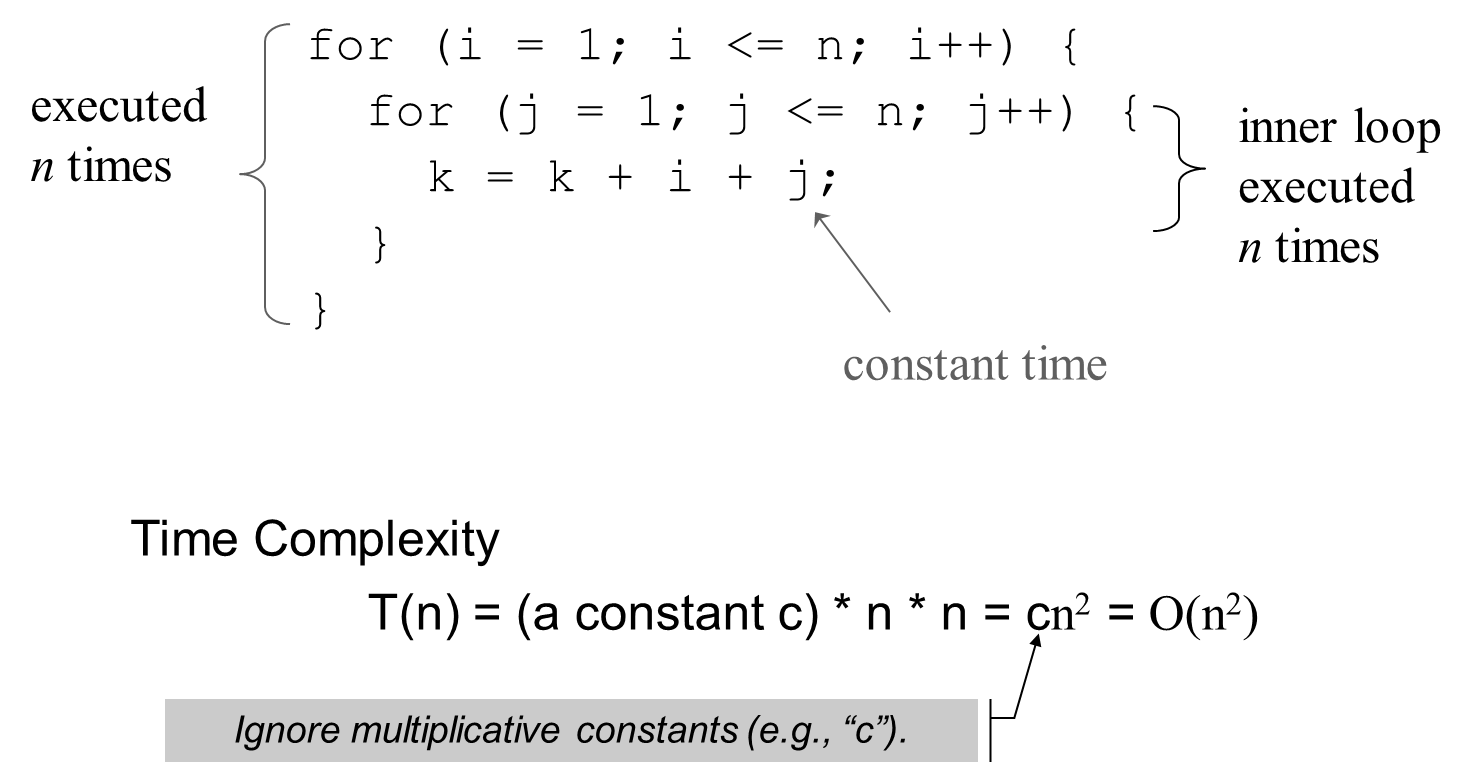 for (i = 1; i <= n; i++) {
for (j = 1; j <= n; j++) {
k = k + i + j;
}
}
executed
n times
inner loop
executed
n times
constant time
Time Complexity
T(n) = (a constant c) * n * n = cn² = O(n²)
Ignore multiplicative constants (e.g., “c”).